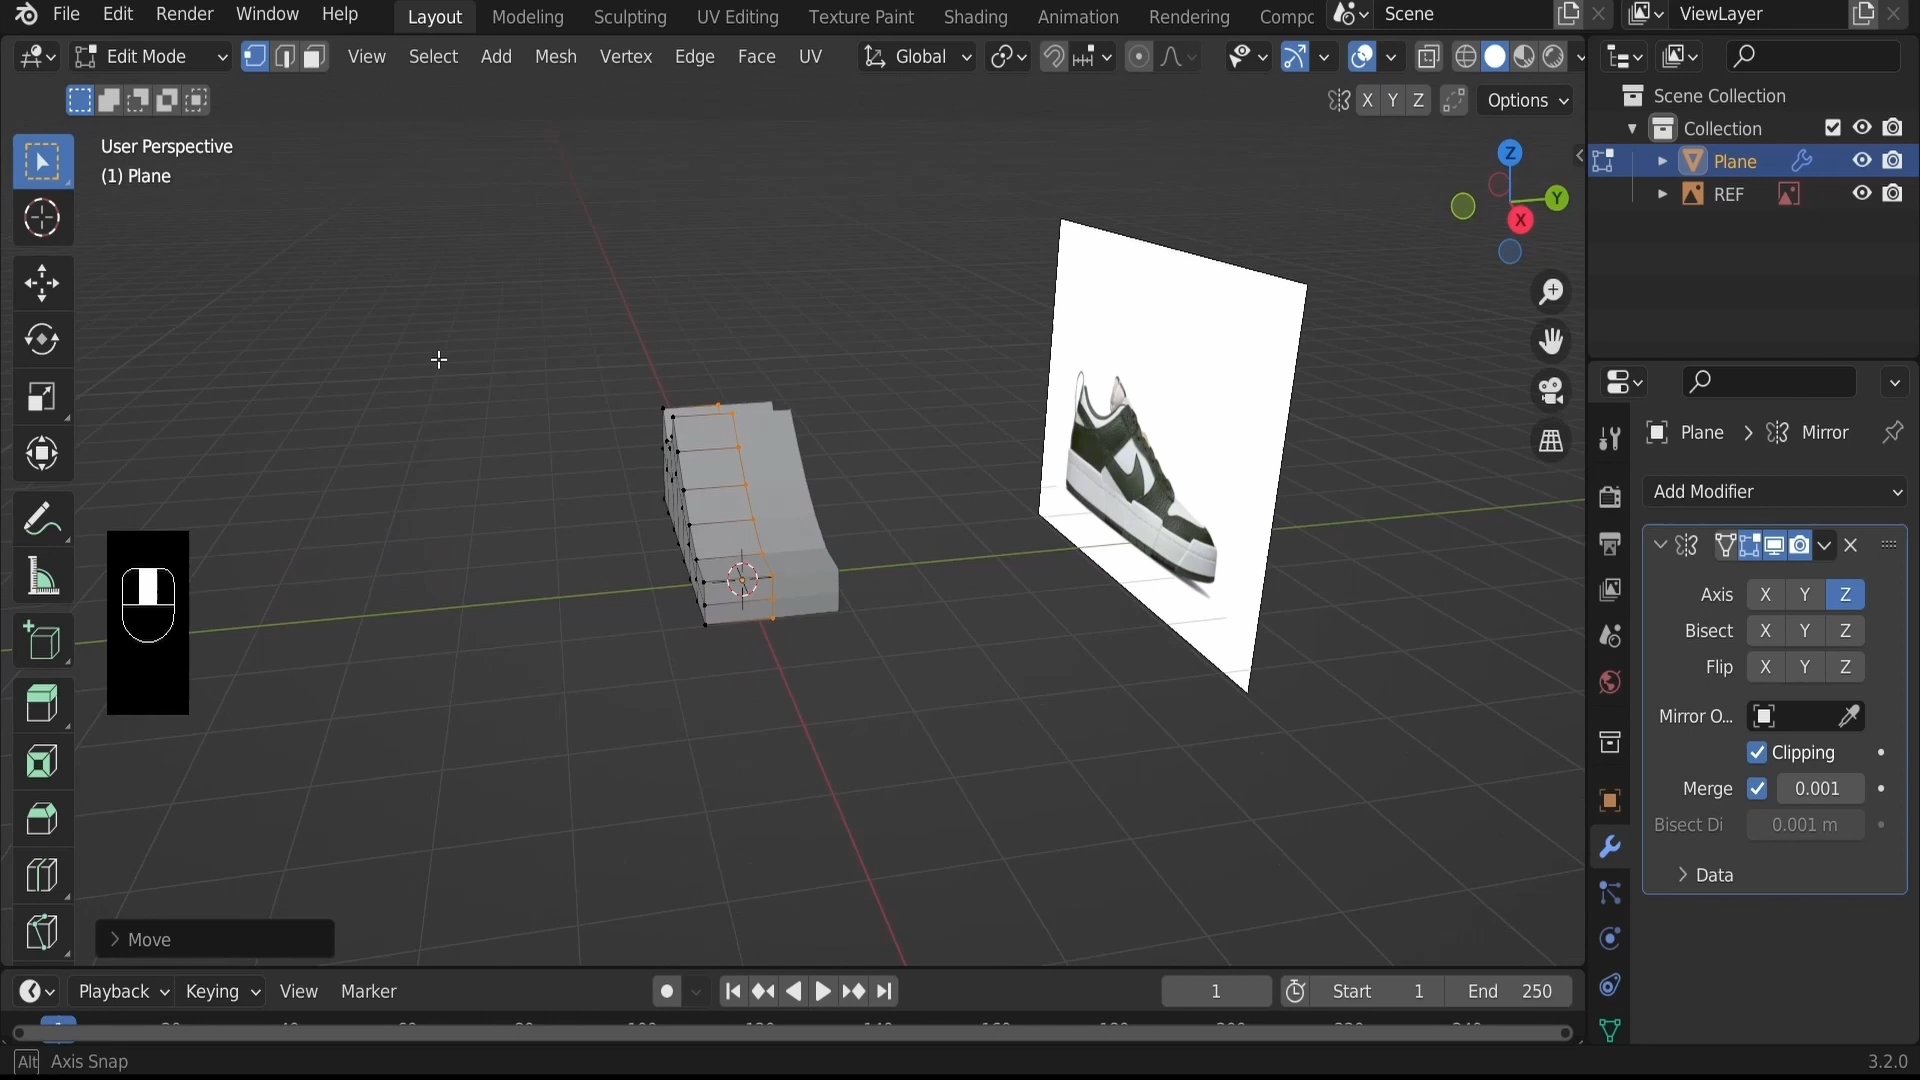 File Edit Render Window Help Layout Modeling Sculpting UV Editing Texture Paint Shading Animation Rendering Compc Scene ViewLayer
Edit Mode View Select Add Mesh Vertex Edge Face UV Global
X Y Z Options
Scene Collection
Collection
Plane
REF
User Perspective
(1) Plane
Z
Y
X
Plane > Mirror
Add Modifier
Axis X Y Z
Bisect X Y Z
Flip X Y Z
Mirror O...
Clipping
Merge 0.001
Bisect Di 0.001 m
Data
Move
Playback Keying View Marker 1 Start 1 End 250
Alt Axis Snap 3.2.0